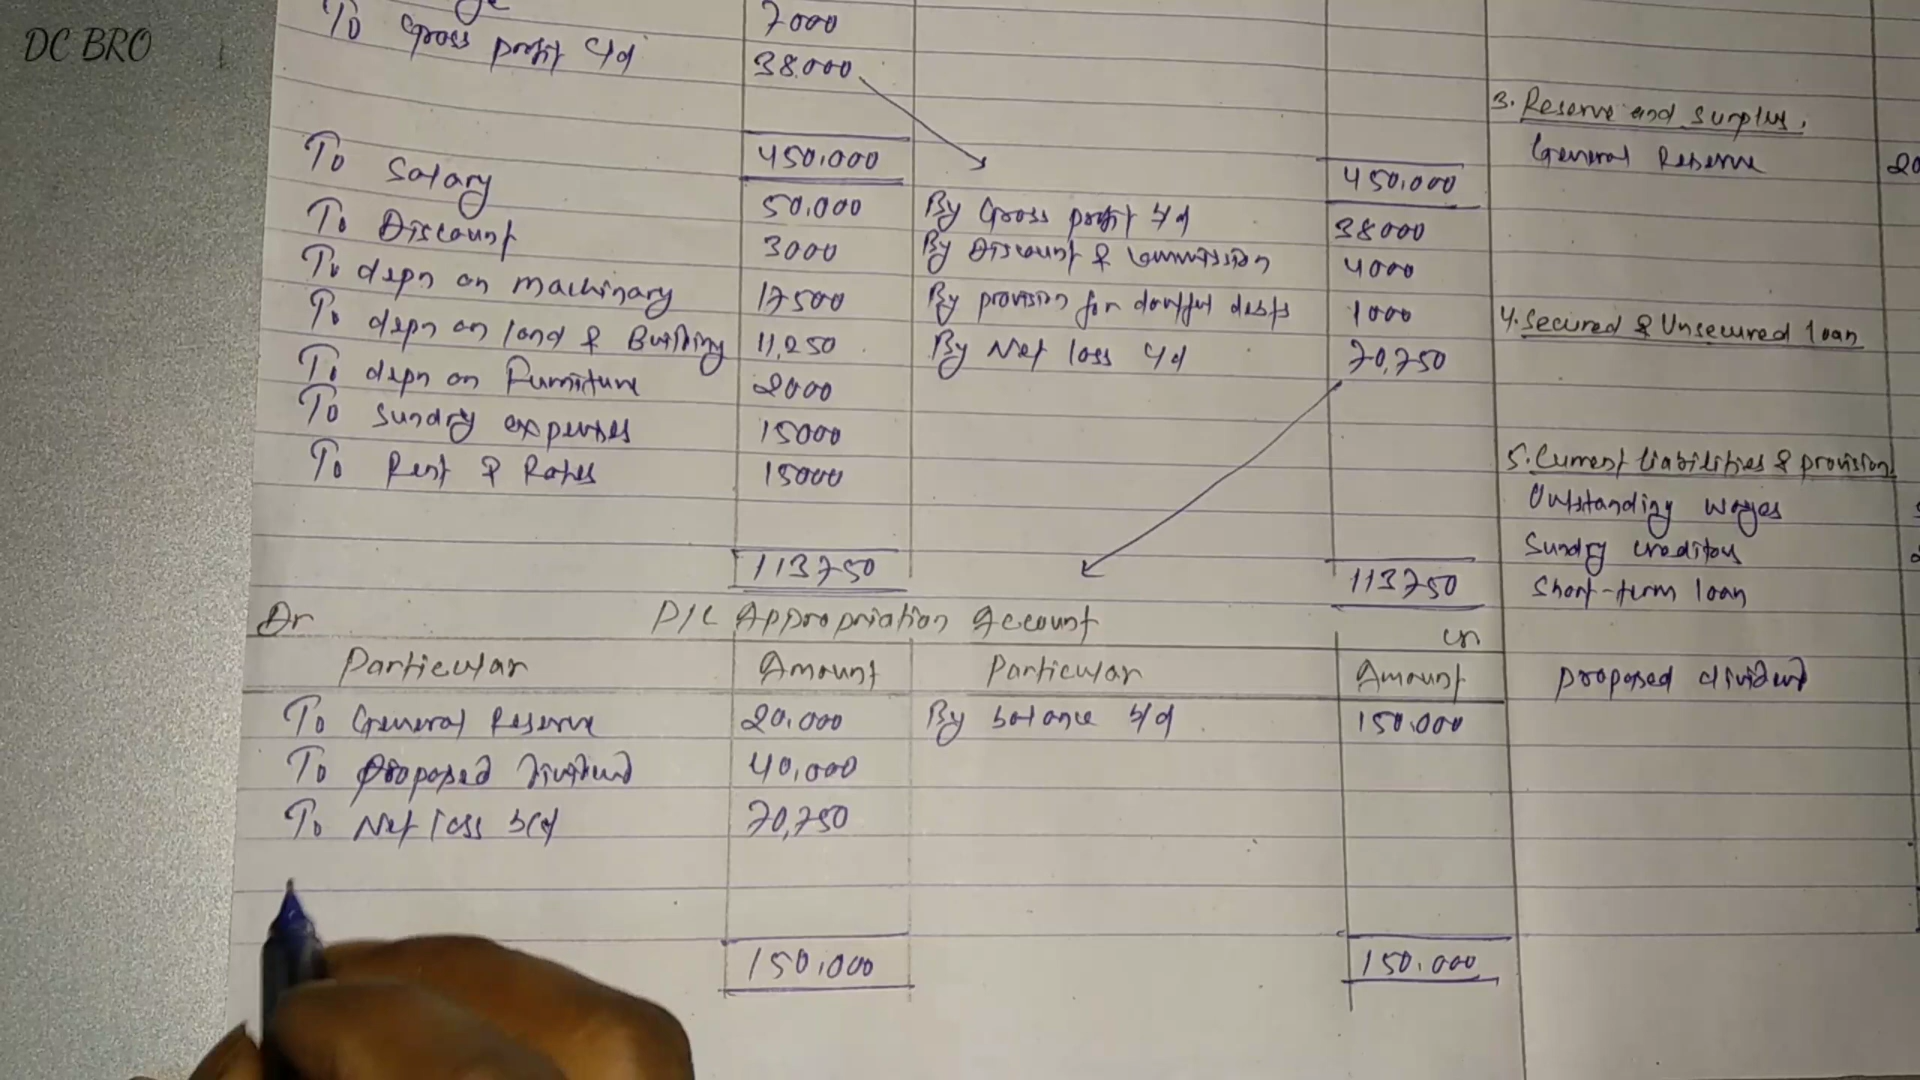 DC BRO
7000
To Gross profit c/d 38000
450,000 450,000
To Salary 50,000 By Gross profit b/d 38000
To Discount 3000 By Discount & Commission 4000
To depn on machinary 17500 By provision for doutful debts 1000
To depn on land & Building 11,250 By Net loss c/d 70,750
To depn on Furniture 2000
To Sundry expenses 15000
To Rent & Rates 15000
113750 113750
Dr P/L Appropriation Account Cr
Particular Amount Particular Amount
To General Reserve 20,000 By balance b/d 150,000
To Proposed Dividend 40,000
To Net loss b/d 70,750
150,000 150,000
3. Reserve and Surplus.
General Reserve 20
4. Secured & Unsecured loan
5. Current liabilities & provision
Outstanding wages
Sundry creditors
Short-term loan
proposed dividend